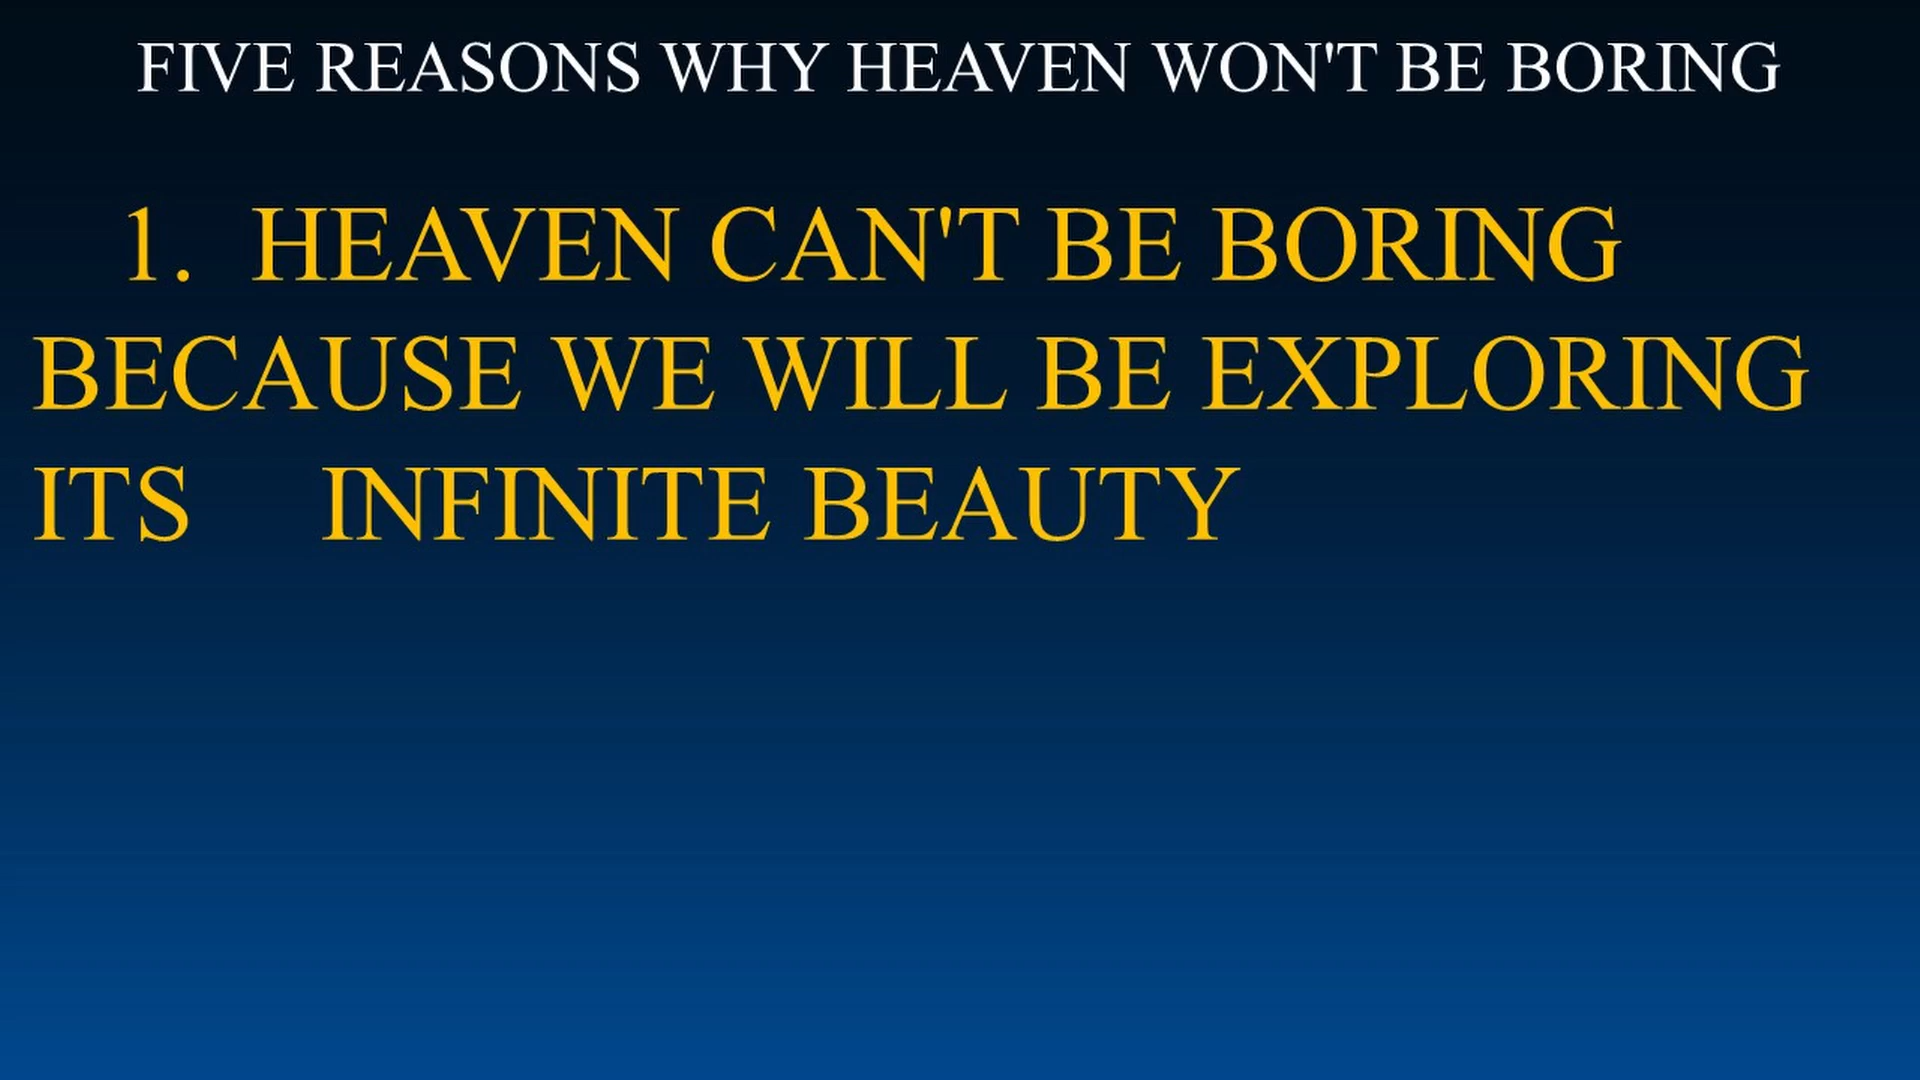 FIVE REASONS WHY HEAVEN WON'T BE BORING
1. HEAVEN CAN'T BE BORING
BECAUSE WE WILL BE EXPLORING
ITS INFINITE BEAUTY